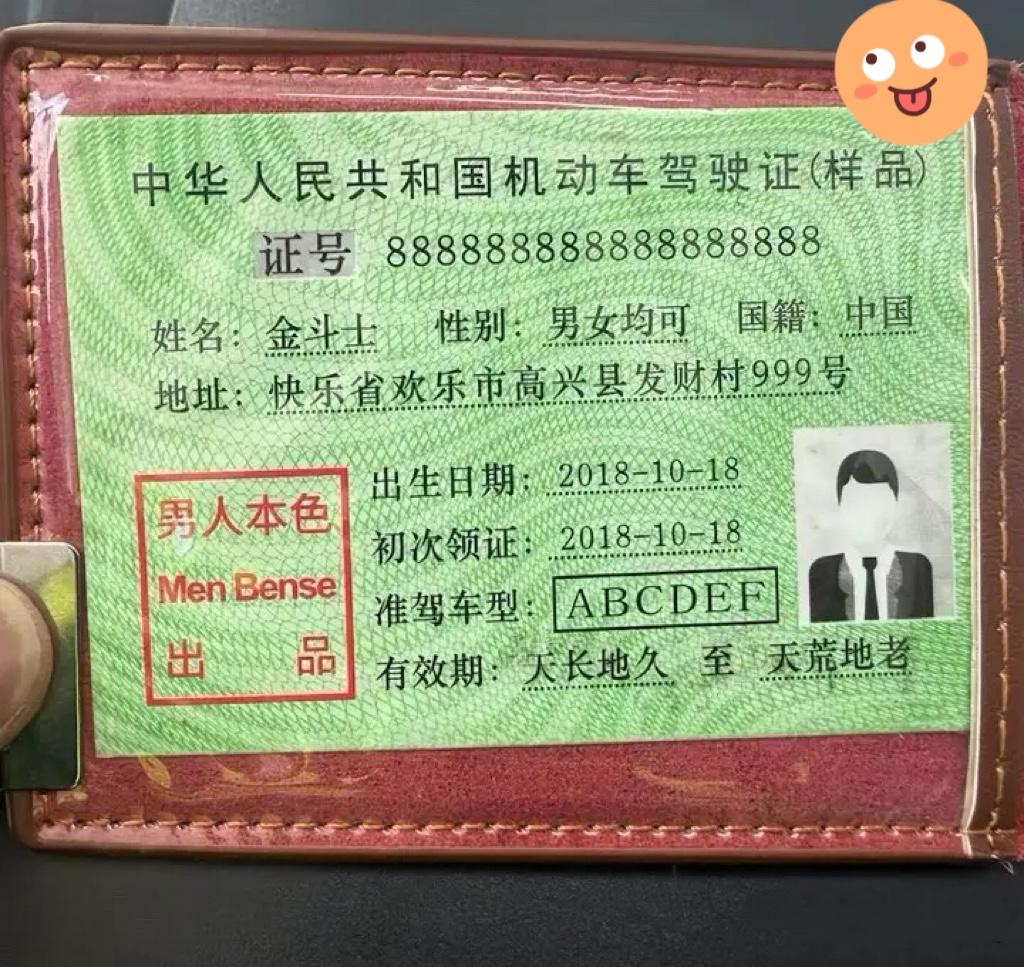 中华人民共和国机动车驾驶证(样品)
证号 8888888888888888888
姓名: 金斗士 性别: 男女均可 国籍: 中国
地址: 快乐省欢乐市高兴县发财村999号
出生日期: 2018-10-18
初次领证: 2018-10-18
准驾车型: ABCDEF
有效期: 天长地久 至 天荒地老
男人本色
Men Bense
出品